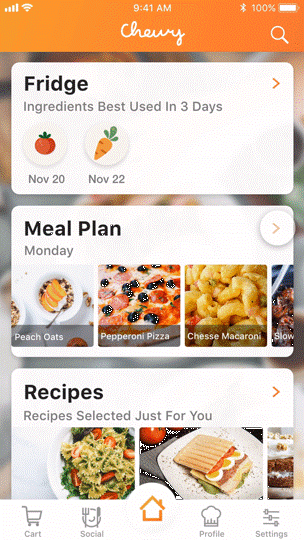 9:41 AM
100%
Chewy
Fridge
Ingredients Best Used In 3 Days
Nov 20
Nov 22
Meal Plan
Monday
Peach Oats
Pepperoni Pizza
Chesse Macaroni
Slow
Recipes
Recipes Selected Just For You
Cart
Social
Profile
Settings